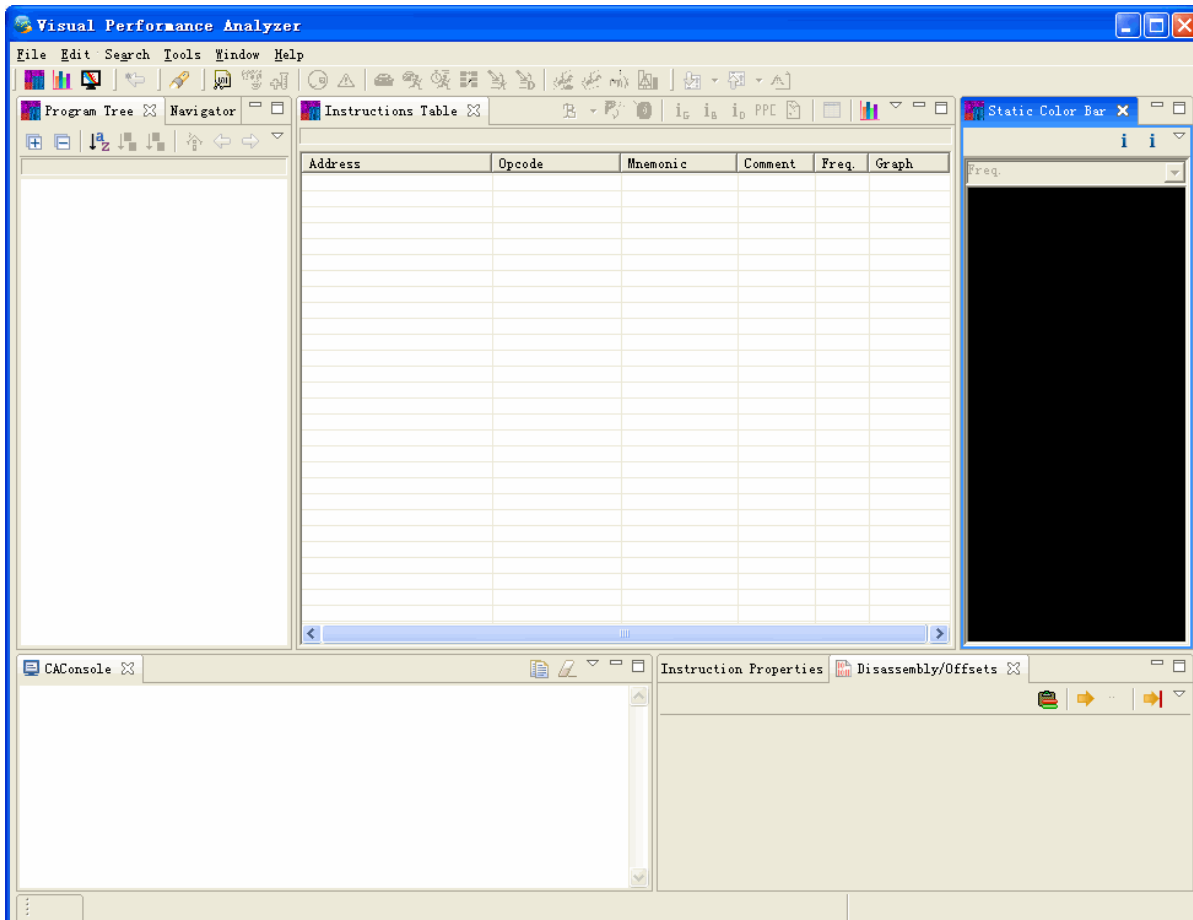 Visual Performance Analyzer
File Edit Search Tools Window Help
Program Tree Navigator
Instructions Table
PPE
Static Color Bar
Address Opcode Mnemonic Comment Freq. Graph
Freq.
CAConsole
Instruction Properties Disassembly/Offsets